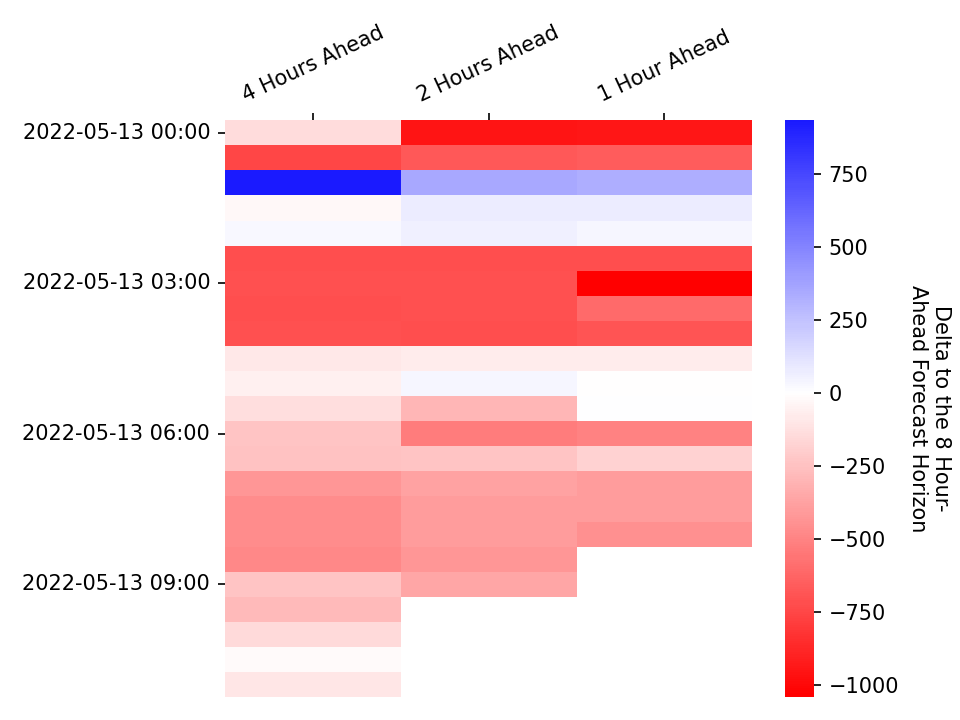 4 Hours Ahead
2 Hours Ahead
1 Hour Ahead
2022-05-13 00:00
2022-05-13 03:00
2022-05-13 06:00
2022-05-13 09:00
750
500
250
0
−250
−500
−750
−1000
Delta to the 8 Hour-
Ahead Forecast Horizon